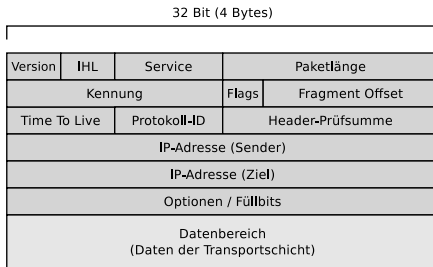 32 Bit (4 Bytes)
Version IHL Service Paketlänge
Kennung Flags Fragment Offset
Time To Live Protokoll-ID Header-Prüfsumme
IP-Adresse (Sender)
IP-Adresse (Ziel)
Optionen / Füllbits
Datenbereich
(Daten der Transportschicht)